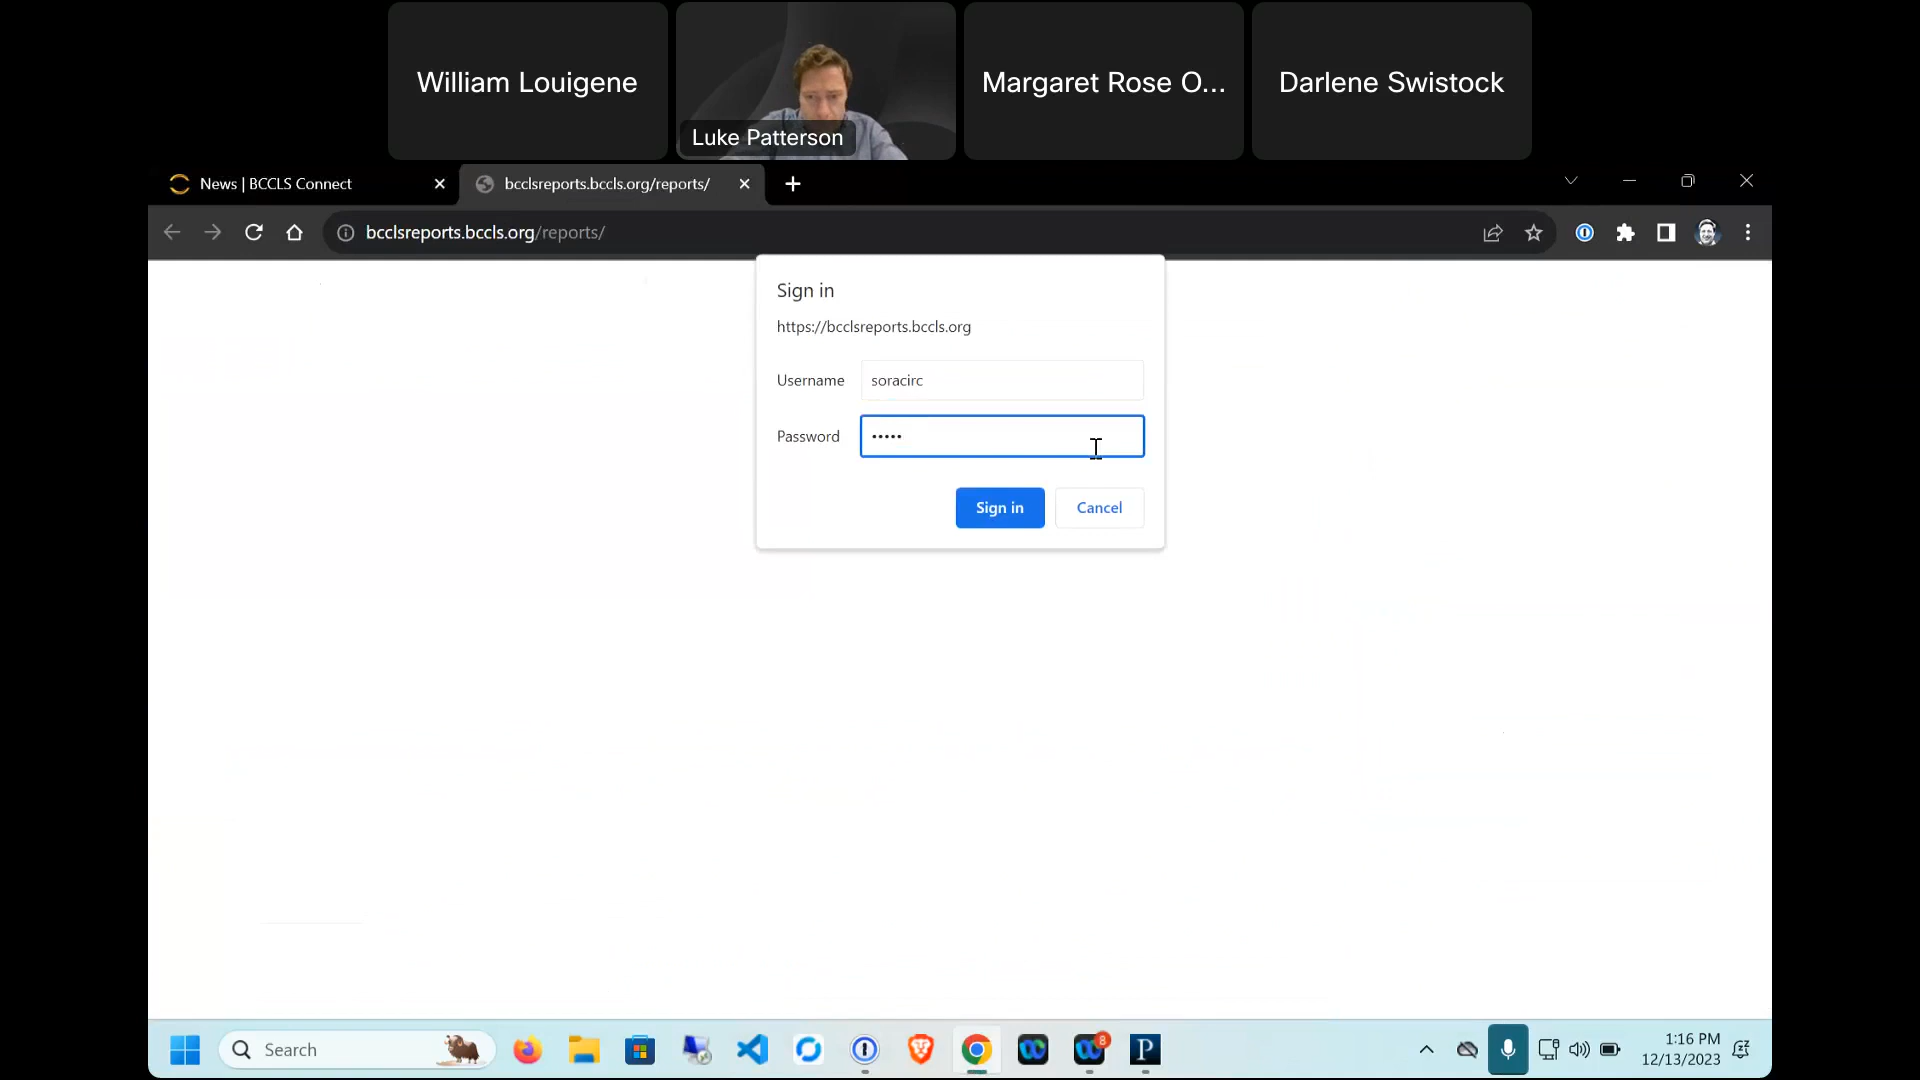 William Louigene
Luke Patterson
Margaret Rose O...
Darlene Swistock
News | BCCLS Connect
bcclsreports.bccls.org/reports/
bcclsreports.bccls.org/reports/
Sign in
https://bcclsreports.bccls.org
Username
soracirc
Password
•••••
Sign in
Cancel
Search
8
P
1:16 PM
12/13/2023